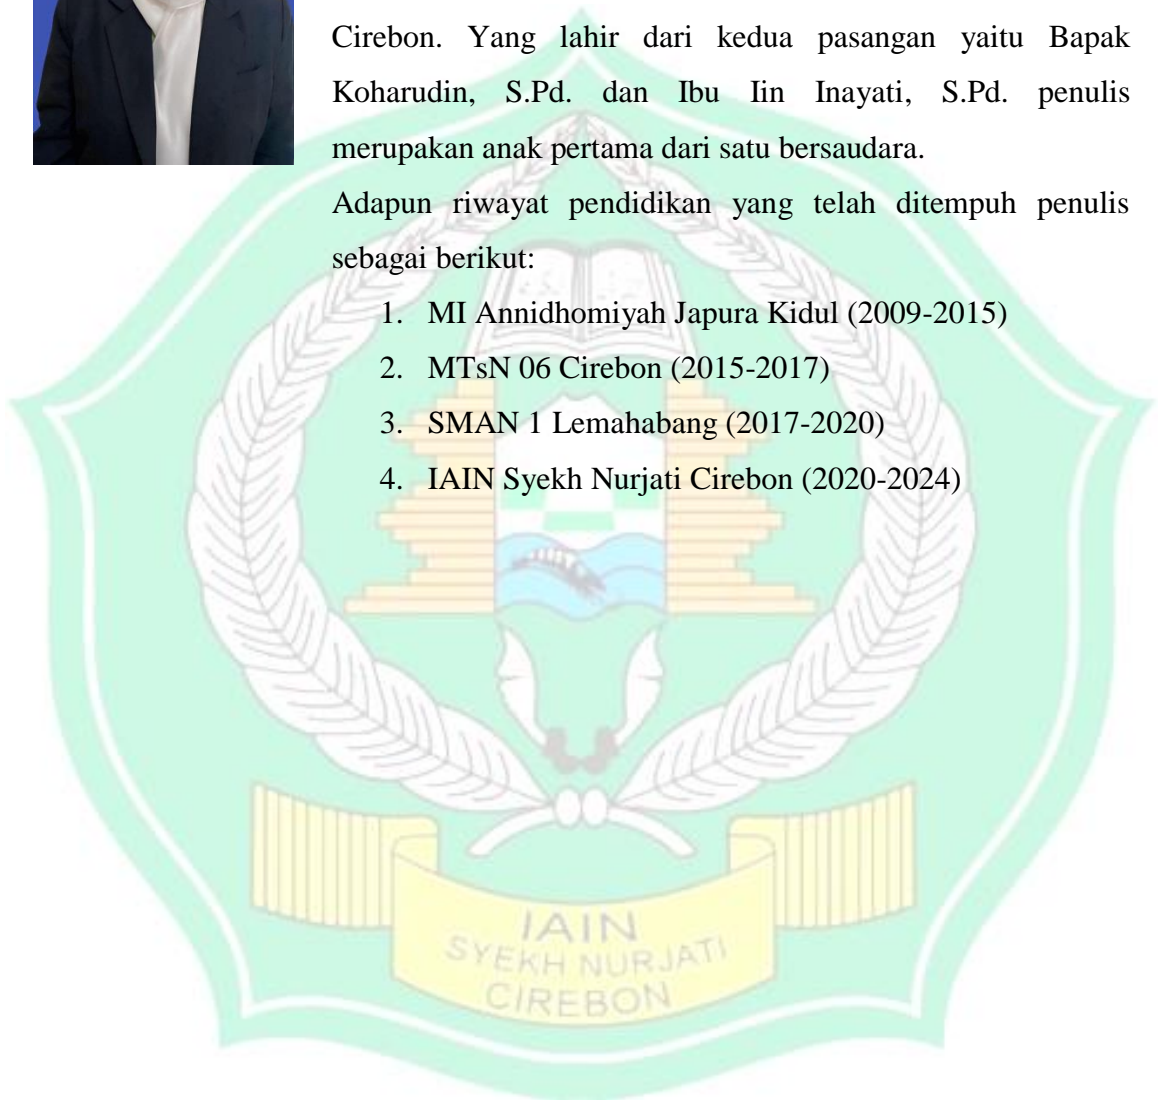 Cirebon. Yang lahir dari kedua pasangan yaitu Bapak
Koharudin, S.Pd. dan Ibu Iin Inayati, S.Pd. penulis
merupakan anak pertama dari satu bersaudara.
Adapun riwayat pendidikan yang telah ditempuh penulis
sebagai berikut:
1. MI Annidhomiyah Japura Kidul (2009-2015)
2. MTsN 06 Cirebon (2015-2017)
3. SMAN 1 Lemahabang (2017-2020)
4. IAIN Syekh Nurjati Cirebon (2020-2024)
IAIN
SYEKH NURJATI
CIREBON